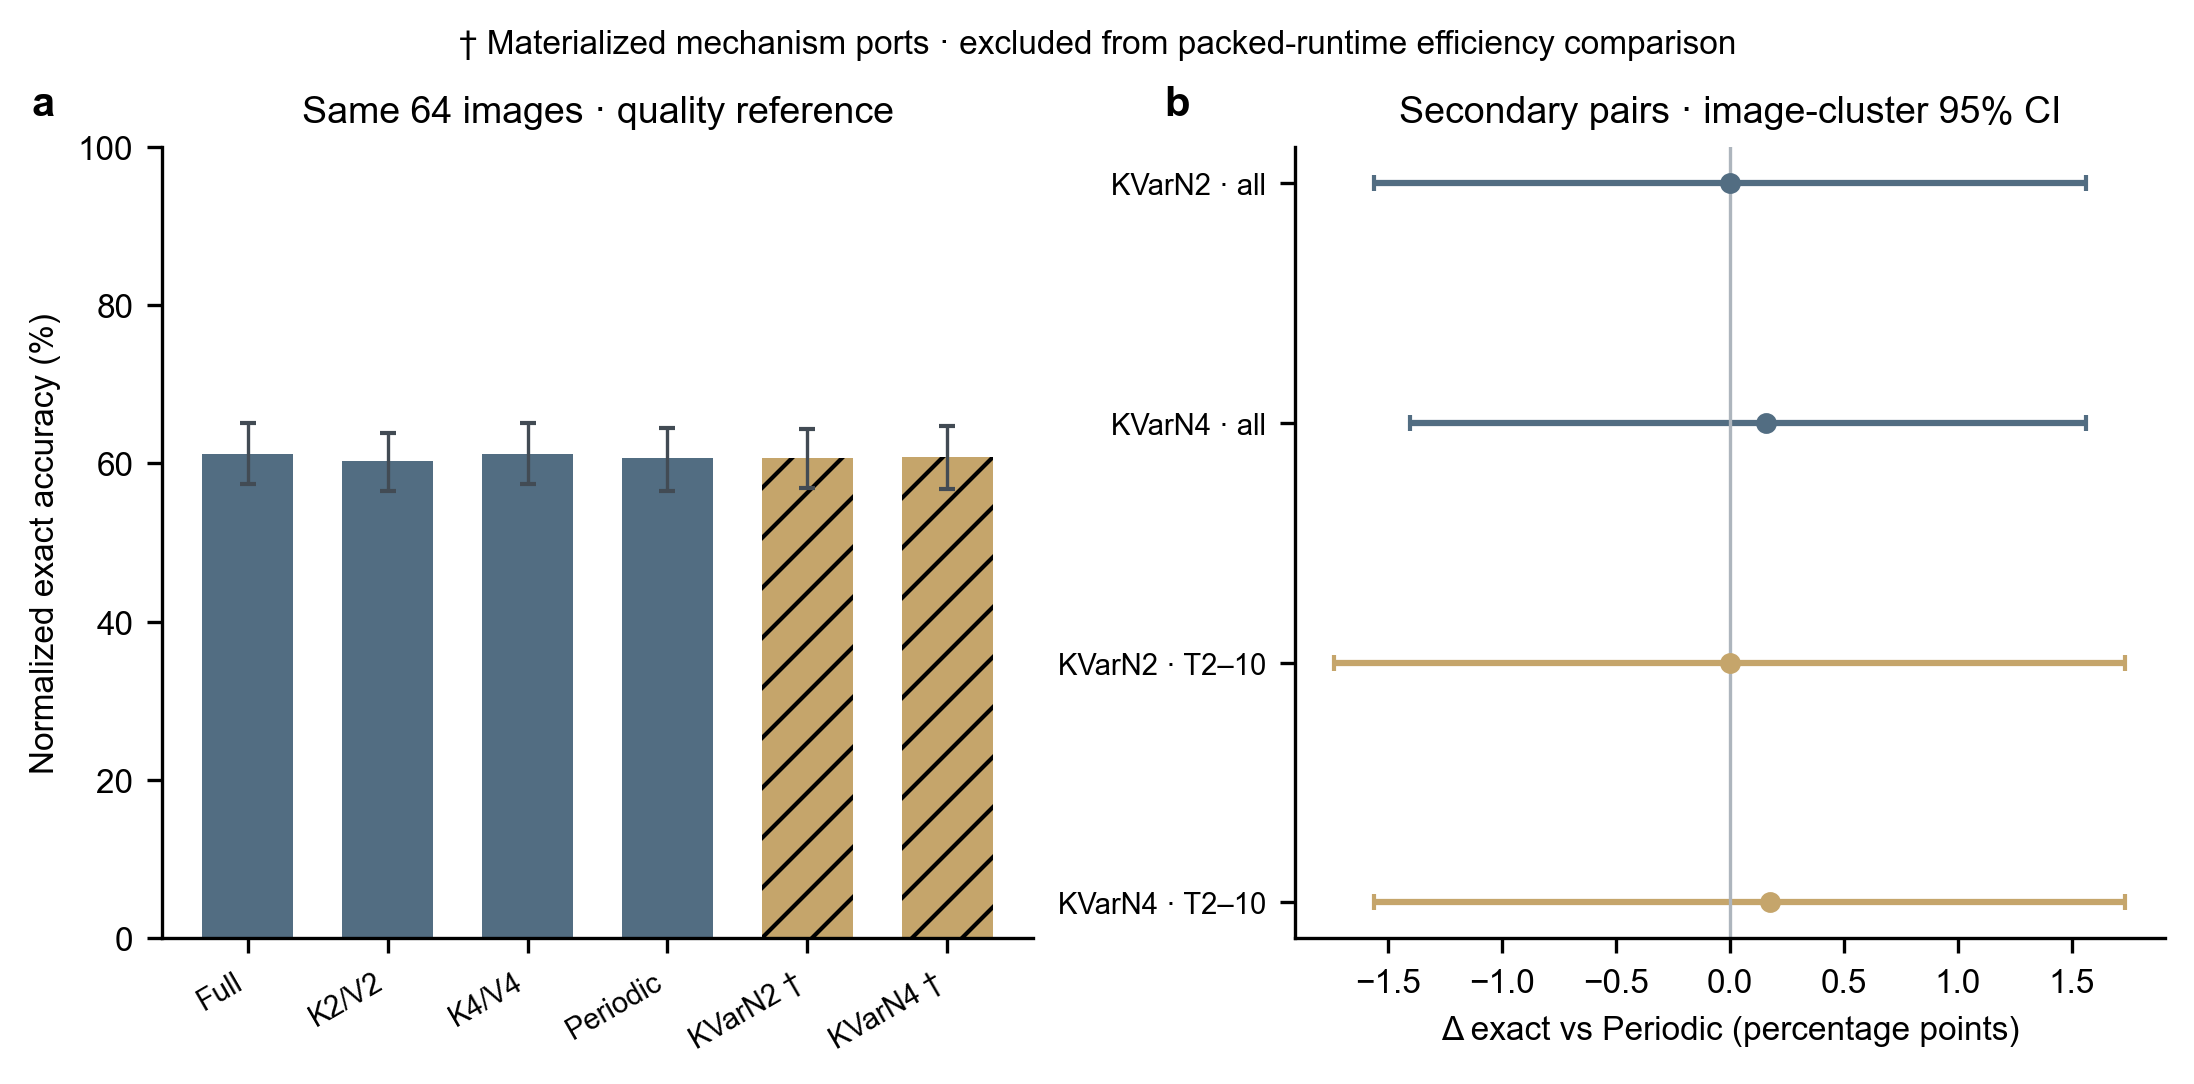 † Materialized mechanism ports · excluded from packed-runtime efficiency comparison
a
Same 64 images · quality reference
Normalized exact accuracy (%)
100
80
60
40
20
0
Full
K2/V2
K4/V4
Periodic
KVarN2 †
KVarN4 †
b
Secondary pairs · image-cluster 95% CI
KVarN2 · all
KVarN4 · all
KVarN2 · T2–10
KVarN4 · T2–10
−1.5
−1.0
−0.5
0.0
0.5
1.0
1.5
Δ exact vs Periodic (percentage points)